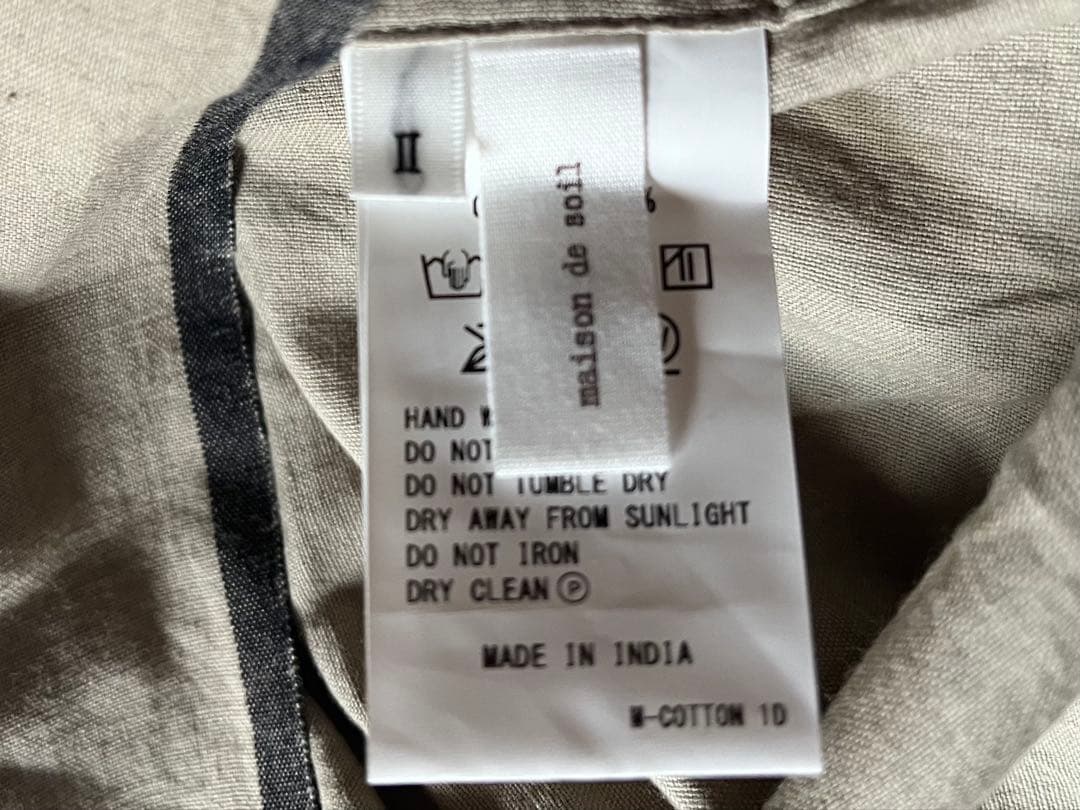 II
maison de soil
HAND
DO NOT
DO NOT TUMBLE DRY
DRY AWAY FROM SUNLIGHT
DO NOT IRON
DRY CLEAN Ⓟ
MADE IN INDIA
W-COTTON 1D